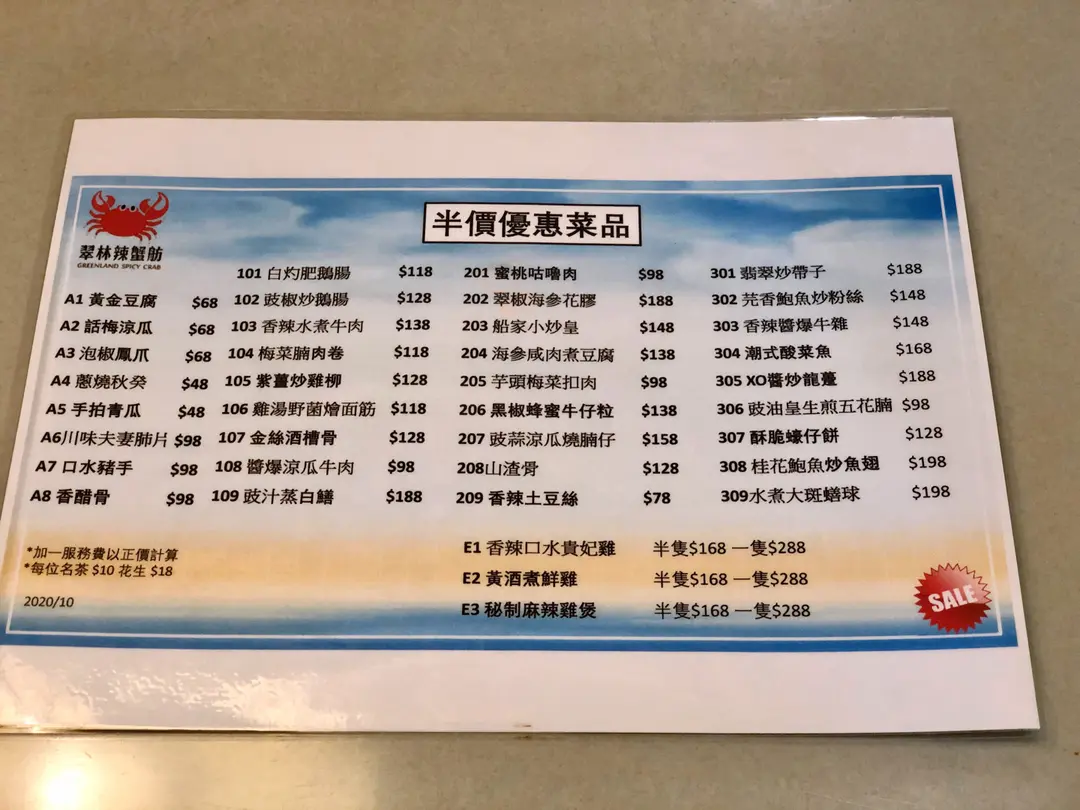 半價優惠菜品
翠林辣蟹舫
GREENLAND SPICY CRAB
A1 黃金豆腐 $68
A2 話梅涼瓜 $68
A3 泡椒鳳爪 $68
A4 蔥燒秋葵 $48
A5 手拍青瓜 $48
A6川味夫妻肺片 $98
A7 口水豬手 $98
A8 香醋骨 $98
101 白灼肥鵝腸 $118
102 豉椒炒鵝腸 $128
103 香辣水煮牛肉 $138
104 梅菜腩肉卷 $118
105 紫薑炒雞柳 $128
106 雞湯野菌燴面筋 $118
107 金絲酒槽骨 $128
108 醬爆涼瓜牛肉 $98
109 豉汁蒸白鱔 $188
201 蜜桃咕嚕肉 $98
202 翠椒海參花膠 $188
203 船家小炒皇 $148
204 海參咸肉煮豆腐 $138
205 芋頭梅菜扣肉 $98
206 黑椒蜂蜜牛仔粒 $138
207 豉蒜涼瓜燒腩仔 $158
208山渣骨 $128
209 香辣土豆絲 $78
301 翡翠炒帶子 $188
302 芫香鮑魚炒粉絲 $148
303 香辣醬爆牛雜 $148
304 潮式酸菜魚 $168
305 XO醬炒龍躉 $188
306 豉油皇生煎五花腩 $98
307 酥脆蠔仔餅 $128
308 桂花鮑魚炒魚翅 $198
309水煮大斑球 $198
E1 香辣口水貴妃雞 半隻$168 一隻$288
E2 黃酒煮鮮雞 半隻$168 一隻$288
E3 秘制麻辣雞煲 半隻$168 一隻$288
*加一服務費以正價計算
*每位名茶 $10 花生 $18
2020/10
SALE